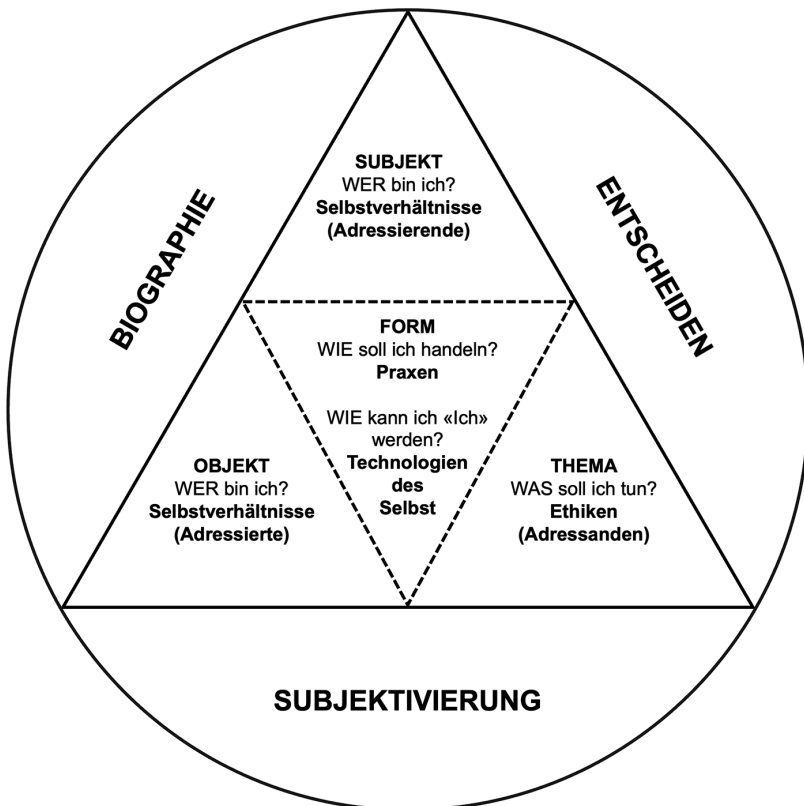 BIOGRAPHIE
ENTSCHEIDEN
SUBJEKT
WER bin ich?
Selbstverhältnisse
(Adressierende)
FORM
WIE soll ich handeln?
Praxen
WIE kann ich «Ich»
werden?
Technologien
des
Selbst
OBJEKT
WER bin ich?
Selbstverhältnisse
(Adressierte)
THEMA
WAS soll ich tun?
Ethiken
(Adressanden)
SUBJEKTIVIERUNG